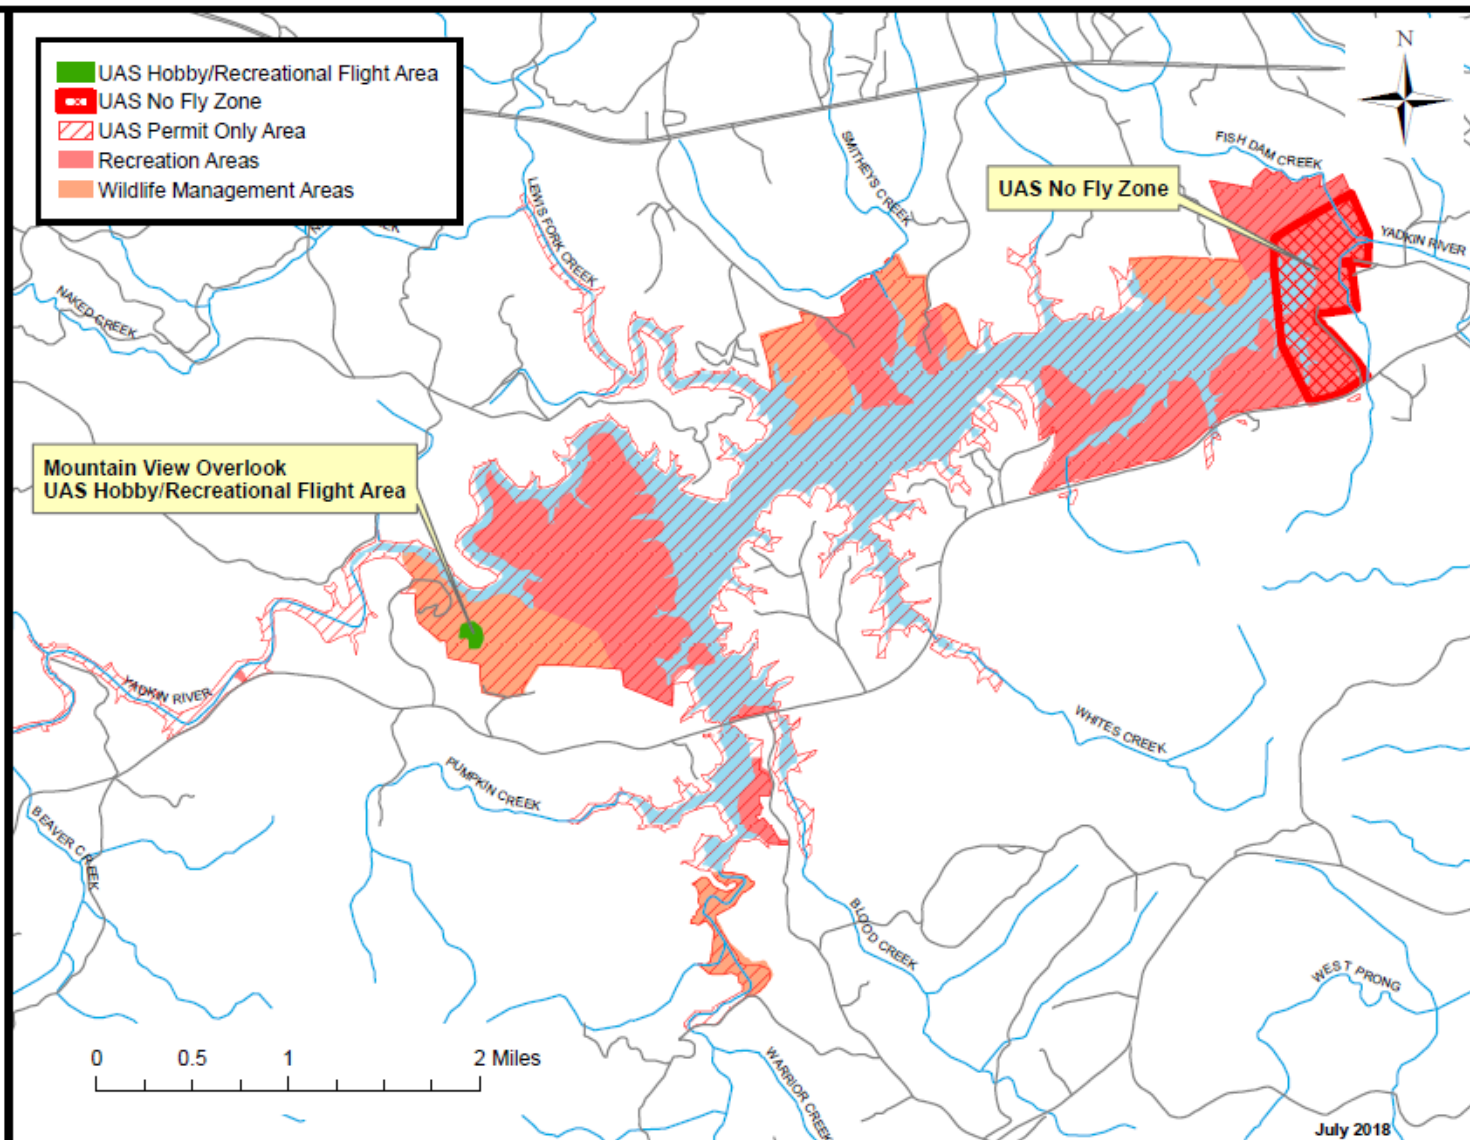 UAS Hobby/Recreational Flight Area
UAS No Fly Zone
UAS Permit Only Area
Recreation Areas
Wildlife Management Areas
N
SMITHEYS CREEK
FISH DAM CREEK
UAS No Fly Zone
YADKIN RIVER
LEWIS FORK CREEK
NAKED CREEK
Mountain View Overlook
UAS Hobby/Recreational Flight Area
YADKIN RIVER
WHITES CREEK
PUMPKIN CREEK
BEAVER CREEK
BLOOD CREEK
WEST PRONG
0 0.5 1 2 Miles
WARRIOR CREEK
July 2018